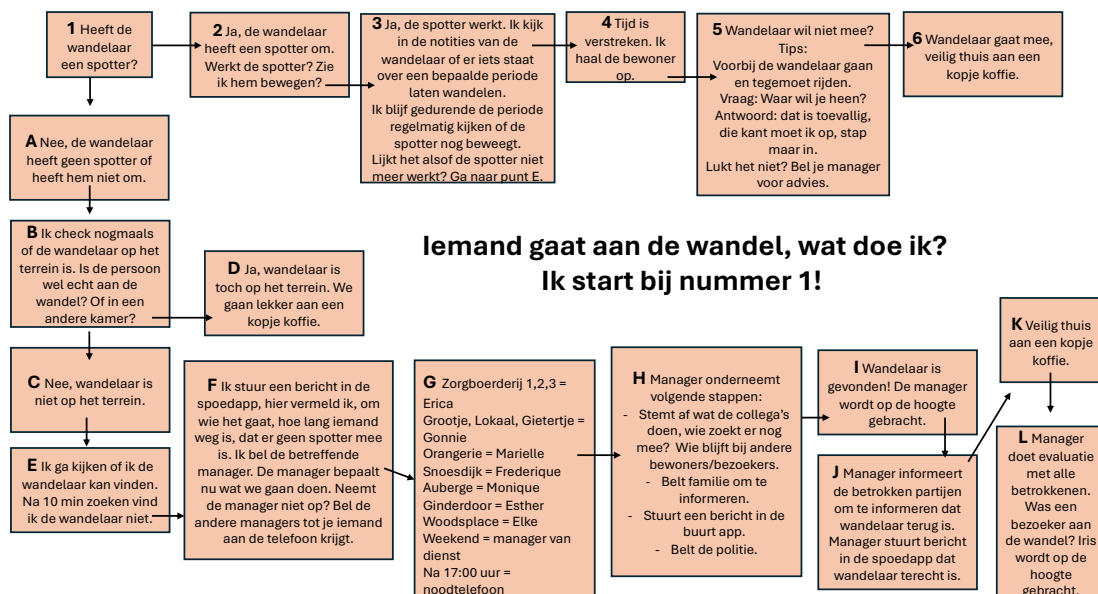 1 Heeft de
wandelaar
een spotter?
2 Ja, de wandelaar
heeft een spotter om.
Werkt de spotter? Zie
ik hem bewegen?
3 Ja, de spotter werkt. Ik kijk
in de notities van de
wandelaar of er iets staat
over een bepaalde periode
laten wandelen.
Ik blijf gedurende de periode
regelmatig kijken of de
spotter nog beweegt.
Lijkt het alsof de spotter niet
meer werkt? Ga naar punt E.
4 Tijd is
verstreken. Ik
haal de bewoner
op.
5 Wandelaar wil niet mee?
Tips:
Voorbij de wandelaar gaan
en tegemoet rijden.
Vraag: Waar wil je heen?
Antwoord: dat is toevallig,
die kant moet ik op, stap
maar in.
Lukt het niet? Bel je manager
voor advies.
6 Wandelaar gaat mee,
veilig thuis aan een
kopje koffie.
A Nee, de wandelaar
heeft geen spotter of
heeft hem niet om.
B Ik check nogmaals
of de wandelaar op het
terrein is. Is de persoon
wel echt aan de
wandel? Of in een
andere kamer?
D Ja, wandelaar is
toch op het terrein. We
gaan lekker aan een
kopje koffie.
Iemand gaat aan de wandel, wat doe ik?
Ik start bij nummer 1!
C Nee, wandelaar is
niet op het terrein.
E Ik ga kijken of ik de
wandelaar kan vinden.
Na 10 min zoeken vind
ik de wandelaar niet.
F Ik stuur een bericht in de
spoedapp, hier vermeld ik, om
wie het gaat, hoe lang iemand
weg is, dat er geen spotter mee
is. Ik bel de betreffende
manager. De manager bepaalt
nu wat we gaan doen. Neemt
de manager niet op? Bel de
andere managers tot je iemand
aan de telefoon krijgt.
G Zorgboerderij 1,2,3 =
Erica
Grootje, Lokaal, Gietertje =
Gonnie
Orangerie = Marielle
Snoesdijk = Frederique
Auberge = Monique
Ginderdoor = Esther
Woodsplace = Elke
Weekend = manager van
dienst
Na 17:00 uur =
noodtelefoon
H Manager onderneemt
volgende stappen:
- Stemt af wat de collega's
doen, wie zoekt er nog
mee? Wie blijft bij andere
bewoners/bezoekers.
- Belt familie om te
informeren.
- Stuurt een bericht in de
buurt app.
- Belt de politie.
I Wandelaar is
gevonden! De manager
wordt op de hoogte
gebracht.
J Manager informeert
de betrokken partijen
om te informeren dat
wandelaar terug is.
Manager stuurt bericht
in de spoedapp dat
wandelaar terecht is.
K Veilig thuis
aan een kopje
koffie.
L Manager
doet evaluatie
met alle
betrokkenen.
Was een
bezoeker aan
de wandel? Iris
wordt op de
hoogte
gebracht.